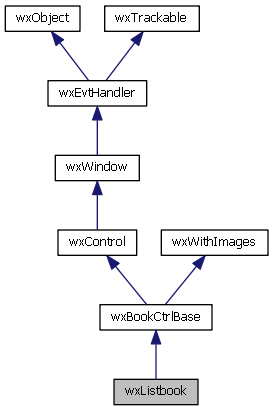 wxObject
wxTrackable
wxEvtHandler
wxWindow
wxControl
wxWithImages
wxBookCtrlBase
wxListbook